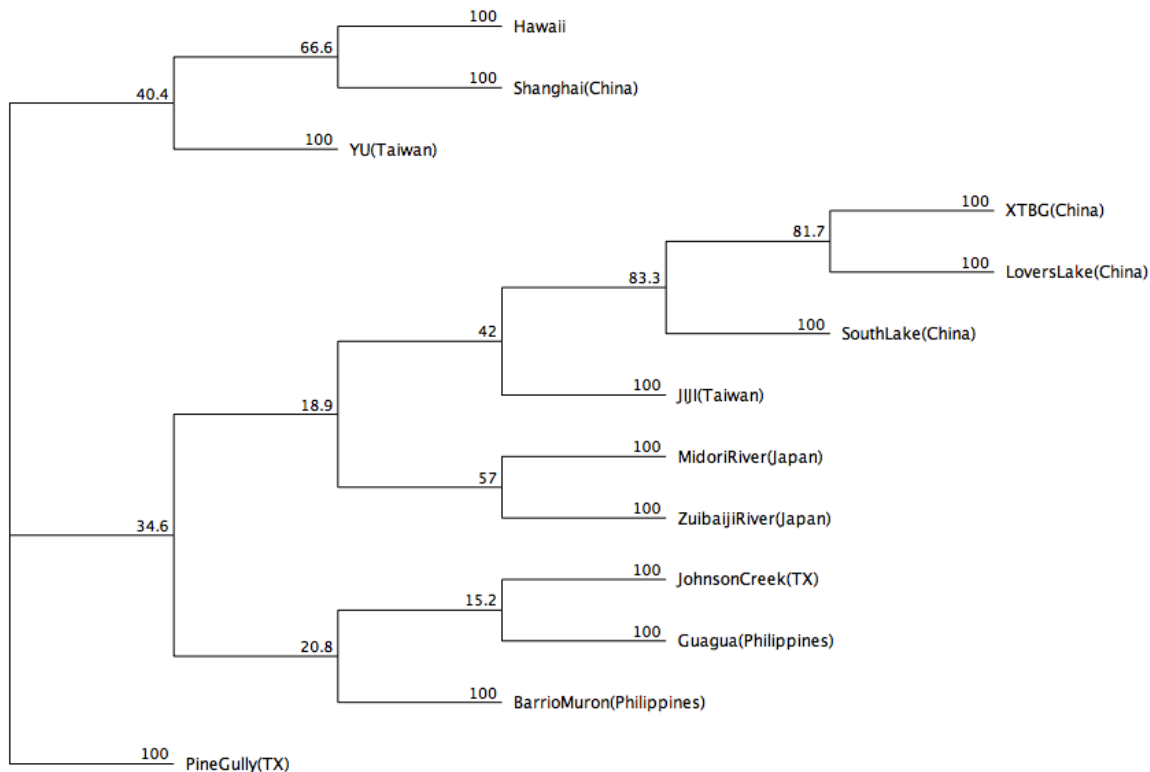 100 Hawaii
66.6
100 Shanghai(China)
40.4
100 YU(Taiwan)
100 XTBG(China)
81.7
100 LoversLake(China)
83.3
100 SouthLake(China)
42
100 JIJI(Taiwan)
18.9
100 MidoriRiver(Japan)
57
100 ZuibaijiRiver(Japan)
34.6
100 JohnsonCreek(TX)
15.2
100 Guagua(Philippines)
20.8
100 BarrioMuron(Philippines)
100 PineGully(TX)